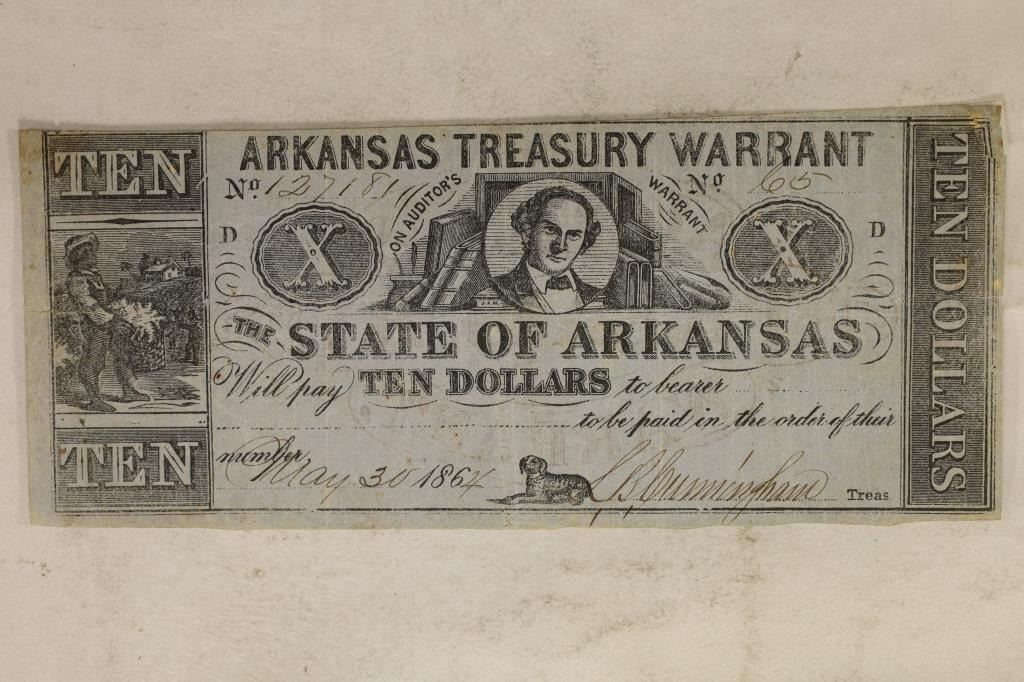 TEN
ARKANSAS TREASURY WARRANT
No. 127181
ON AUDITOR'S
WARRANT
No. 65
D
X
X
D
J.A.H.
THE
STATE OF ARKANSAS
Will pay TEN DOLLARS to bearer
to be paid in the order of their
number.
May 30 1864
Cunningham
Treas.
TEN
TEN DOLLARS